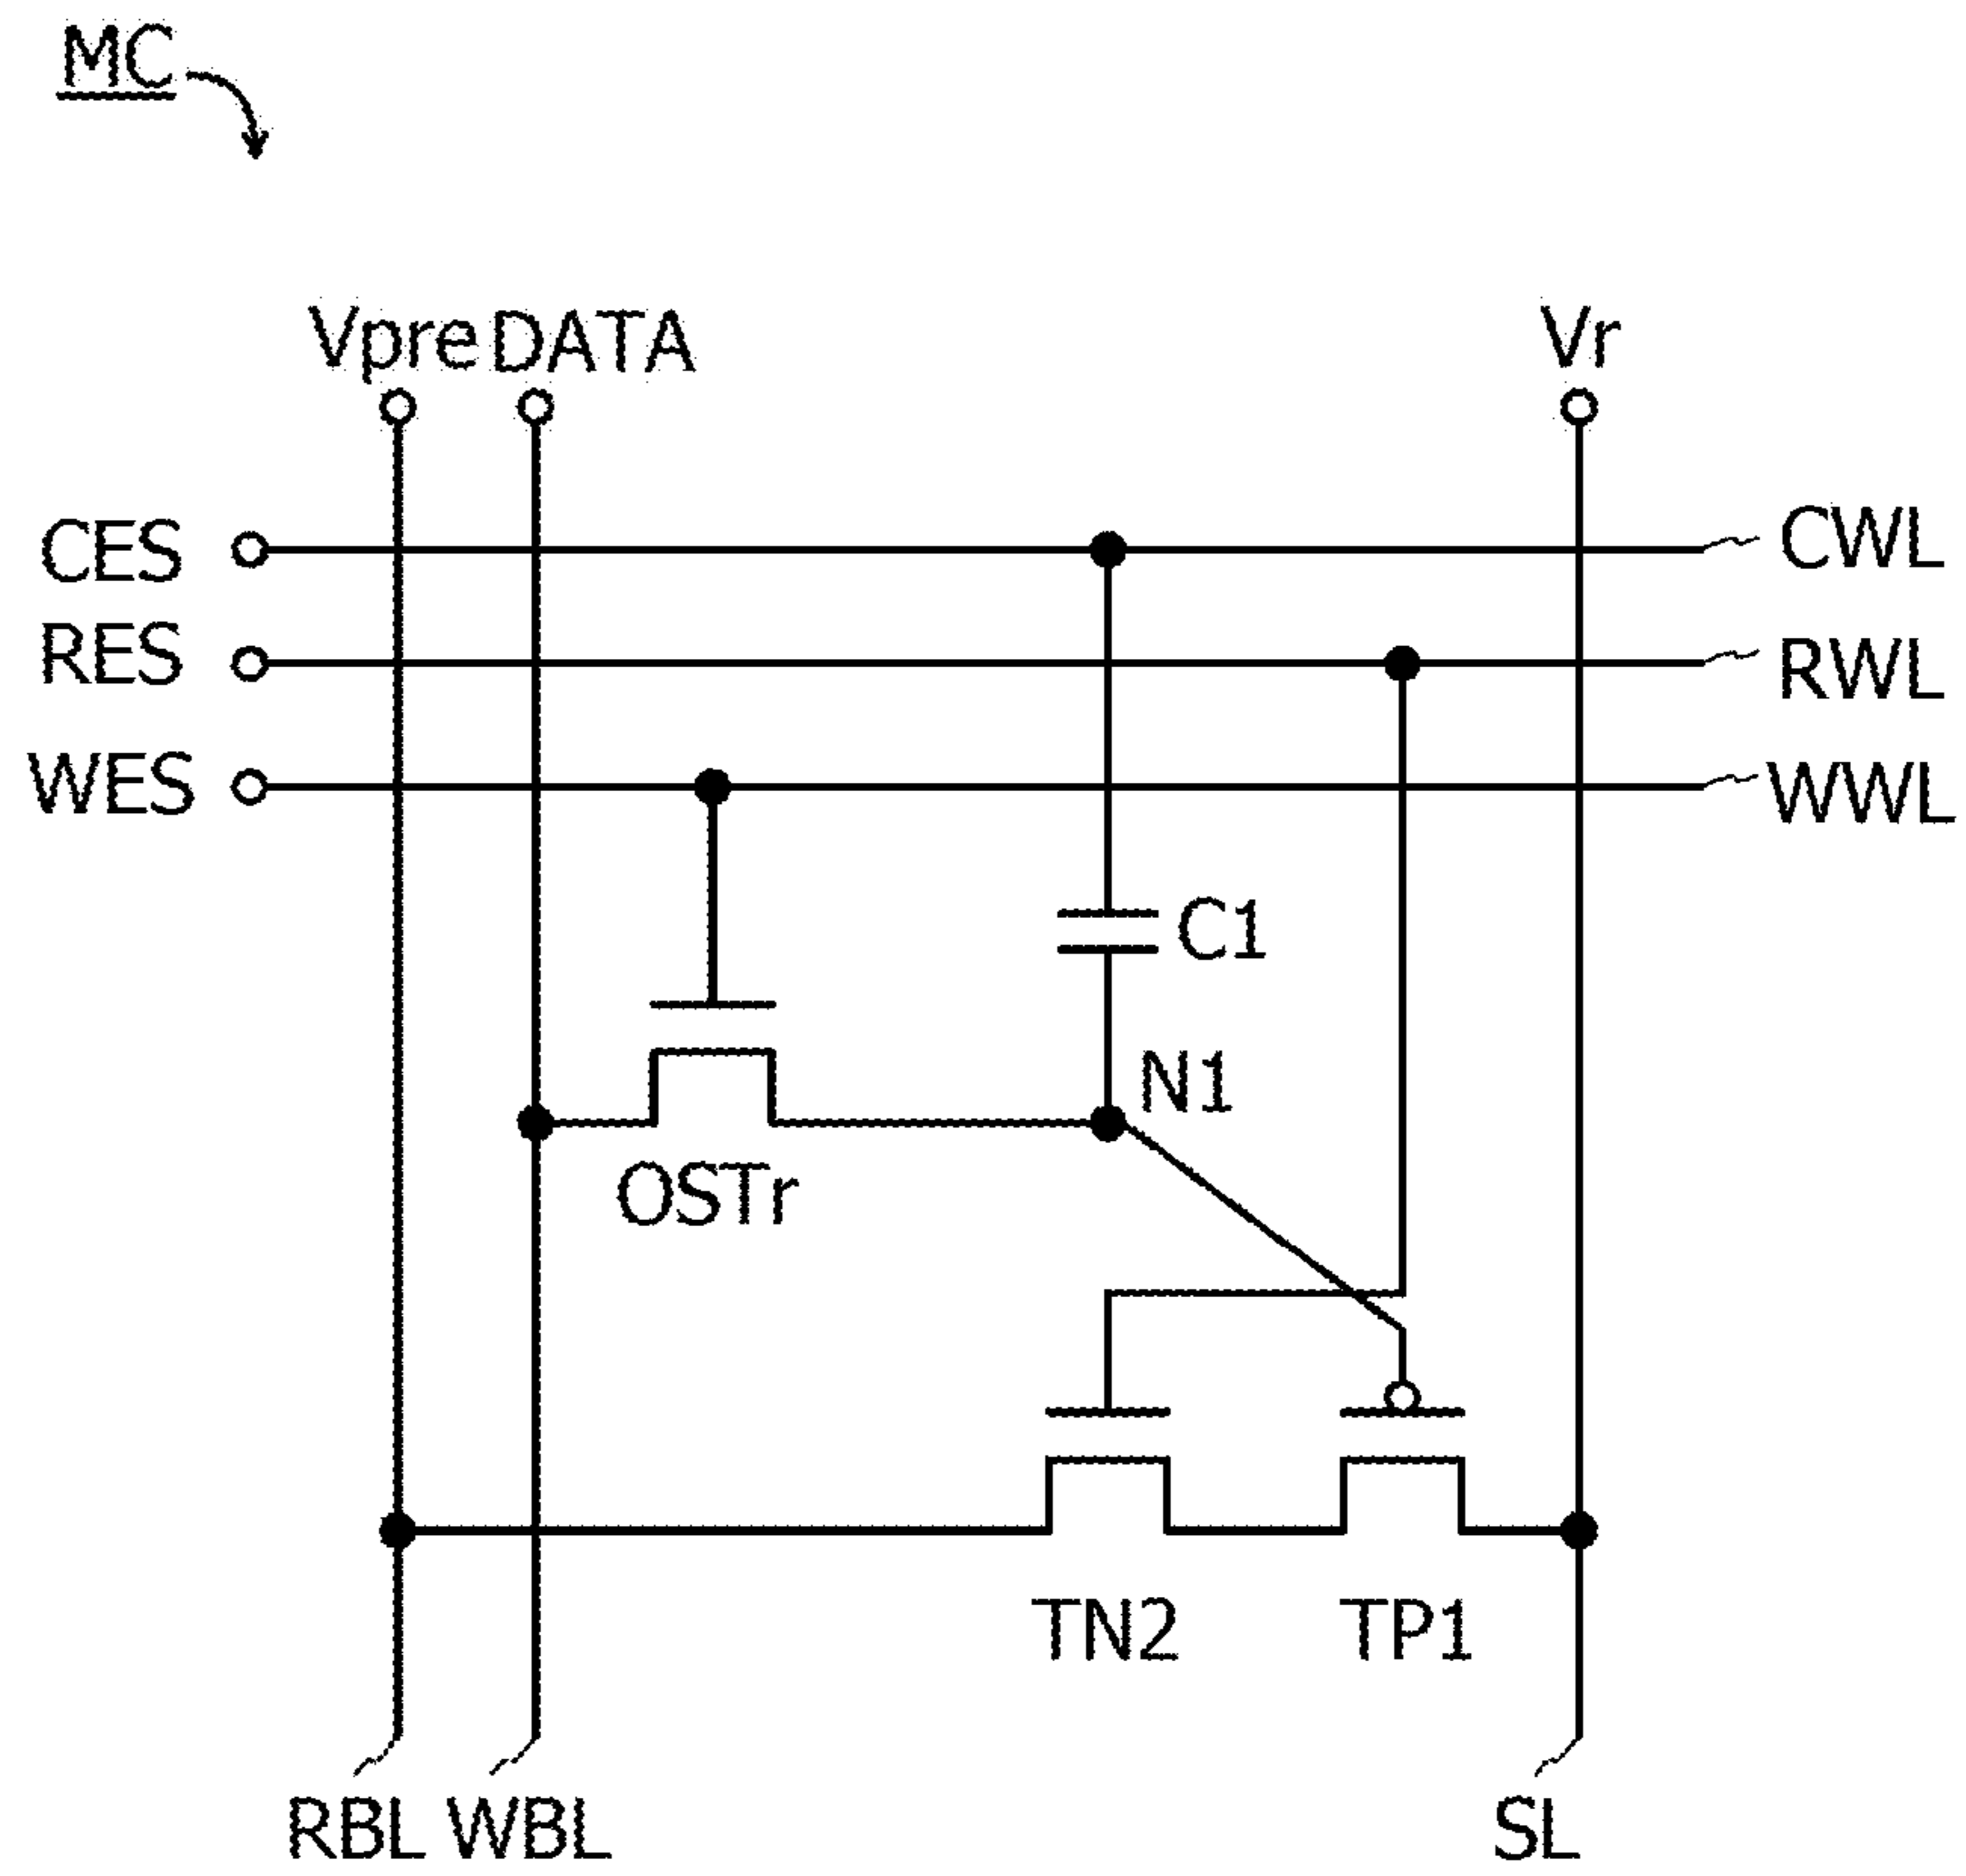 MC
Vpre DATA Vr
CES CWL
RES RWL
WES WWL
C1
N1
OSTr
TN2 TP1
RBL WBL SL